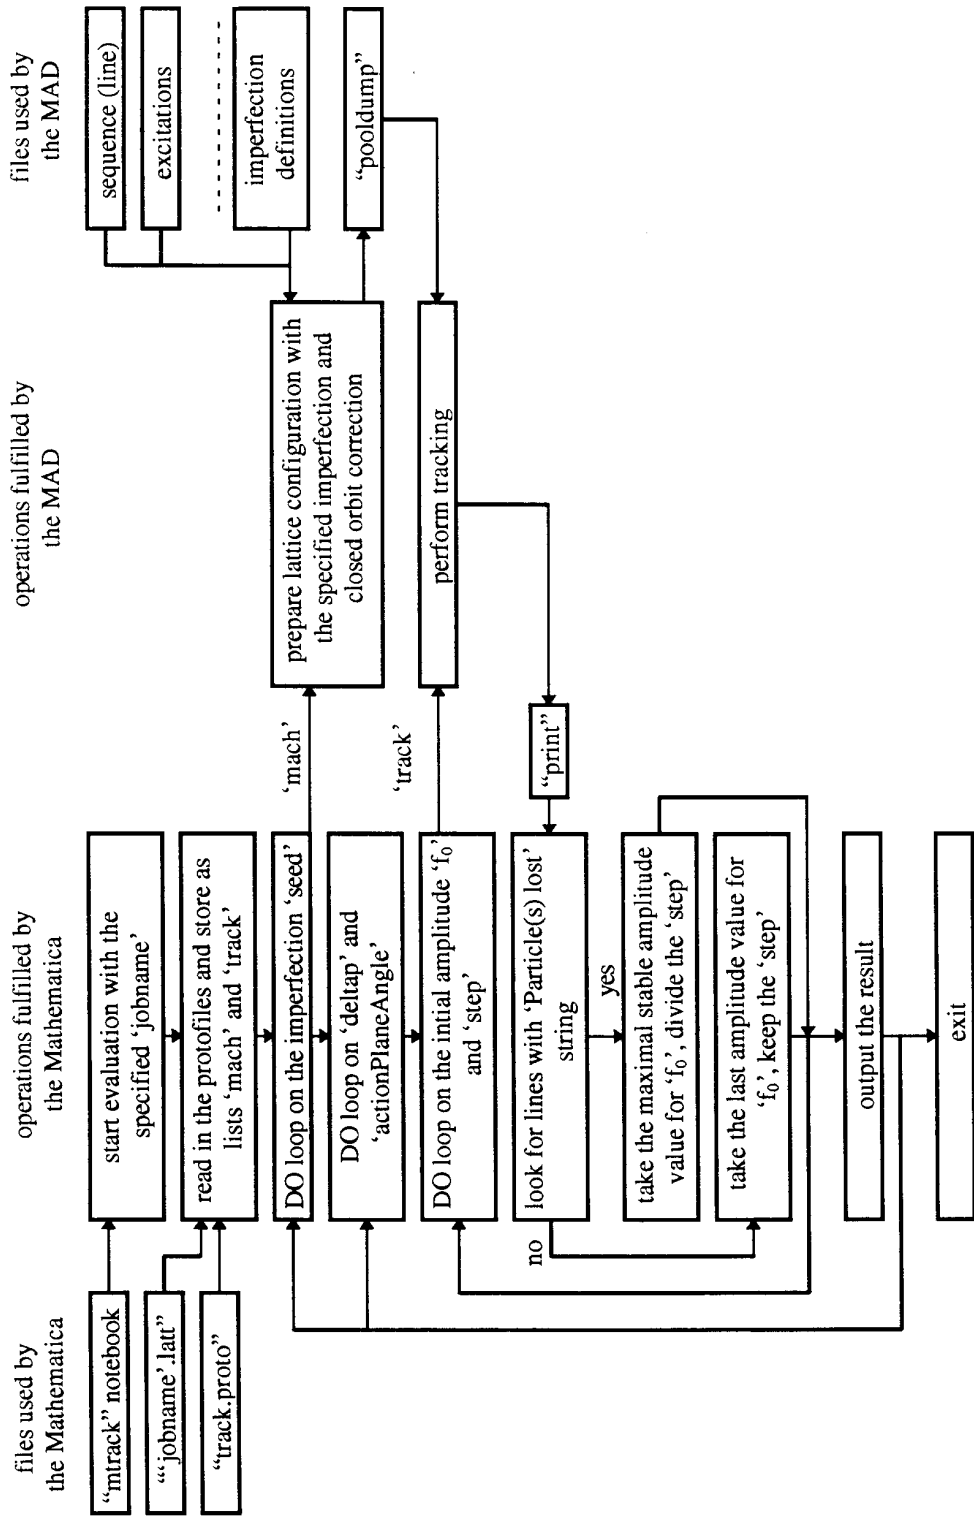 files used by
the Mathematica
operations fulfilled by
the Mathematica
operations fulfilled by
the MAD
files used by
the MAD
“mtrack” notebook
“‘jobname’.latt”
“track.proto”
start evaluation with the
specified ‘jobname’
read in the protofiles and store as
lists ‘mach’ and ‘track’
DO loop on the imperfection ‘seed’
DO loop on ‘deltap’ and
‘actionPlaneAngle’
DO loop on the intial amplitude ‘f₀’
and ‘step’
look for lines with ‘Particle(s) lost’
string
no
yes
take the maximal stable amplitude
value for ‘f₀’, divide the ‘step’
take the last amplitude value for
‘f₀’, keep the ‘step’
output the result
exit
‘mach’
‘track’
“print”
prepare lattice configuration with
the specified imperfection and
closed orbit correction
perform tracking
sequence (line)
excitations
imperfection
definitions
“pooldump”